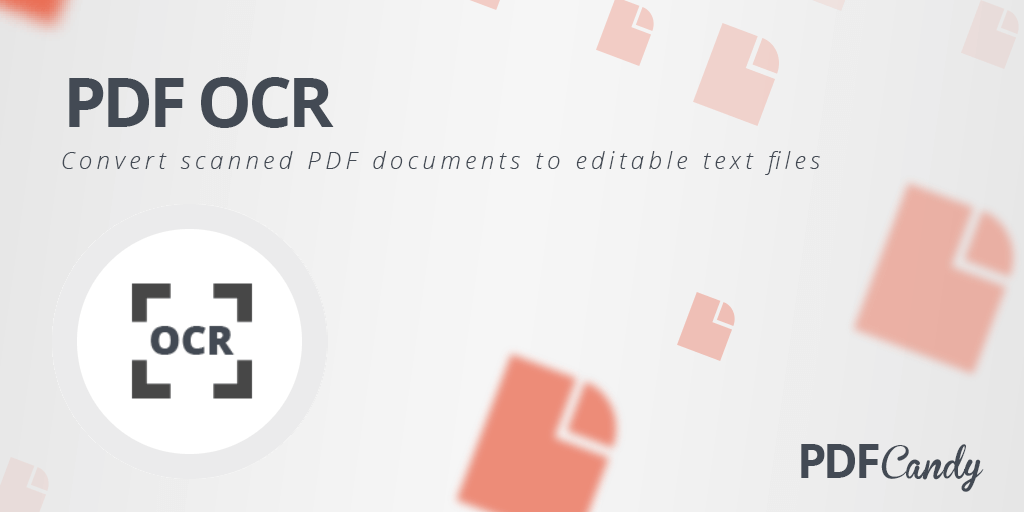 PDF OCR
Convert scanned PDF documents to editable text files
OCR
PDFCandy